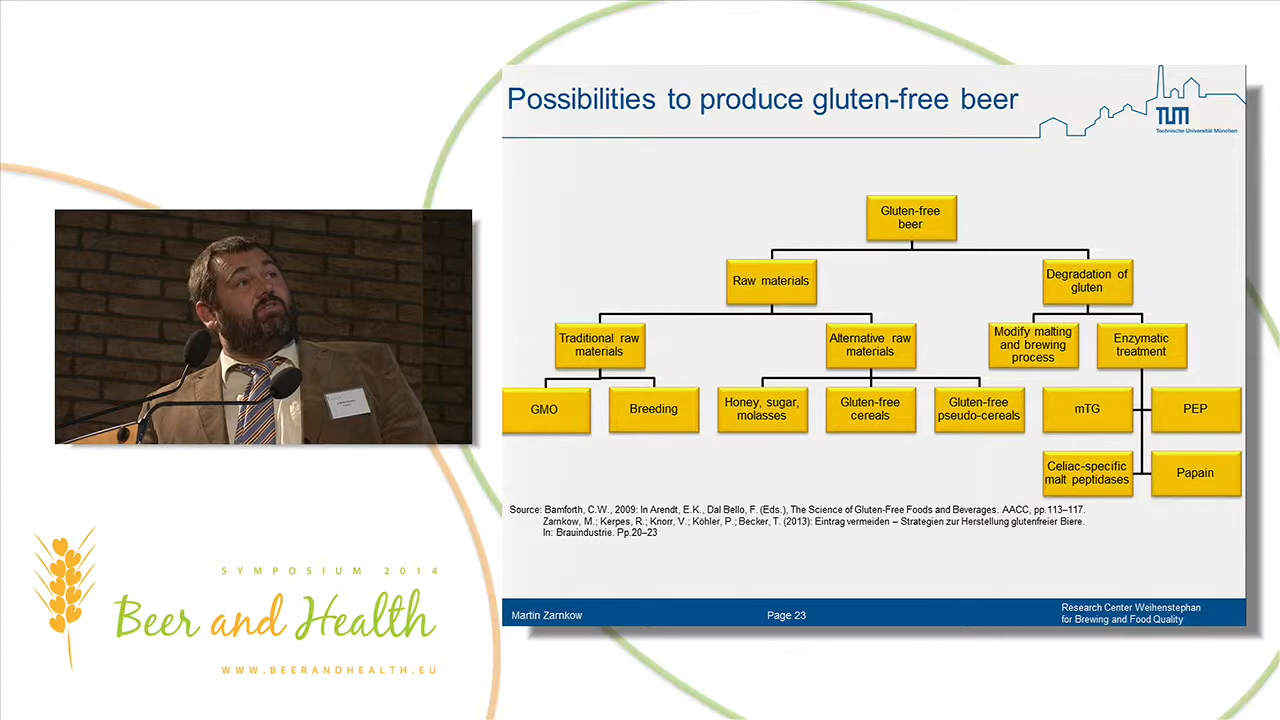 Possibilities to produce gluten-free beer
TUM
Technische Universität München
Gluten-free
beer
Raw materials
Degradation of
gluten
Traditional raw
materials
Alternative raw
materials
Modify malting
and brewing
process
Enzymatic
treatment
GMO
Breeding
Honey, sugar,
molasses
Gluten-free
cereals
Gluten-free
pseudo-cereals
mTG
PEP
Celiac-specific
malt peptidases
Papain
Source: Bamforth, C.W., 2009: In Arendt, E.K., Dal Bello, F. (Eds.), The Science of Gluten-Free Foods and Beverages. AACC, pp.113–117.
Zarnkow, M.; Kerpes, R.; Knorr, V.; Köhler, P.; Becker, T. (2013): Eintrag vermeiden – Strategien zur Herstellung glutenfreier Biere.
In: Brauindustrie. Pp.20–23
Martin Zarnkow
Page 23
Research Center Weihenstephan
for Brewing and Food Quality
SYMPOSIUM 2014
Beer and Health
WWW.BEERANDHEALTH.EU